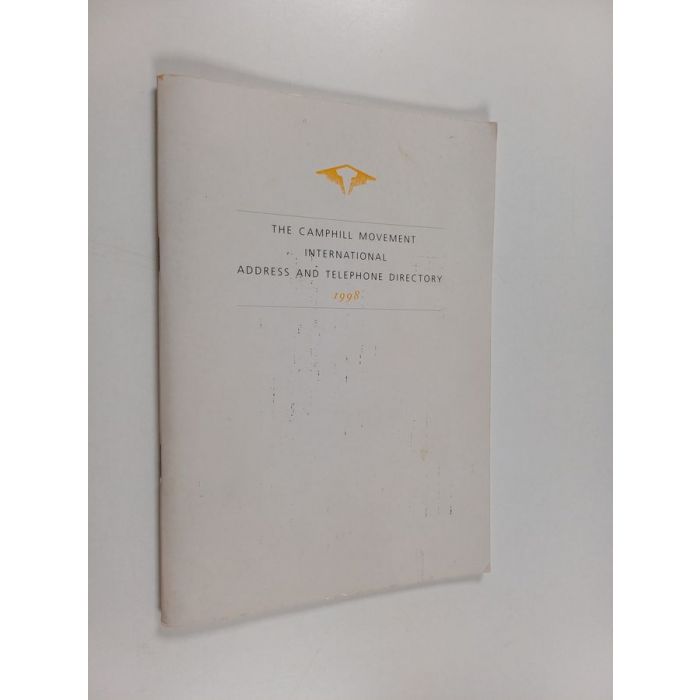 THE CAMPHILL MOVEMENT
INTERNATIONAL
ADDRESS AND TELEPHONE DIRECTORY
1998